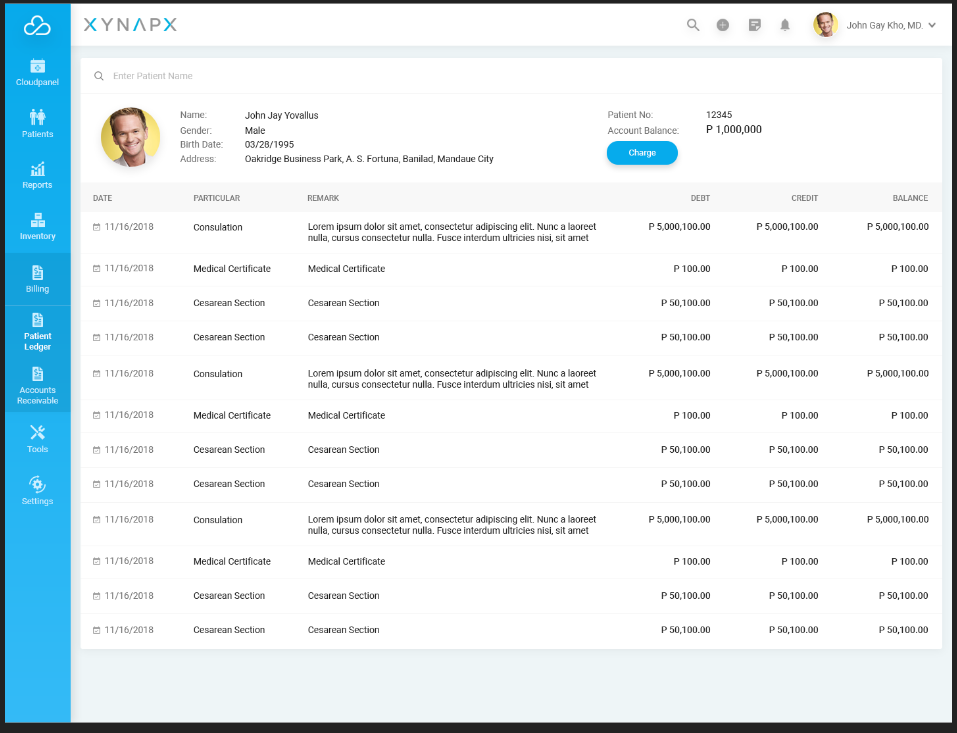 XYNAPX
John Gay Kho, MD.
Cloudpanel
Patients
Reports
Inventory
Billing
Patient
Ledger
Accounts
Receivable
Tools
Settings
Enter Patient Name
Name: John Jay Yovallus
Gender: Male
Birth Date: 03/28/1995
Address: Oakridge Business Park, A. S. Fortuna, Banilad, Mandaue City
Patient No: 12345
Account Balance: P 1,000,000
Charge
DATE PARTICULAR REMARK DEBT CREDIT BALANCE
11/16/2018 Consulation Lorem ipsum dolor sit amet, consectetur adipiscing elit. Nunc a laoreet P 5,000,100.00 P 5,000,100.00 P 5,000,100.00
nulla, cursus consectetur nulla. Fusce interdum ultricies nisi, sit amet
11/16/2018 Medical Certificate Medical Certificate P 100.00 P 100.00 P 100.00
11/16/2018 Cesarean Section Cesarean Section P 50,100.00 P 50,100.00 P 50,100.00
11/16/2018 Cesarean Section Cesarean Section P 50,100.00 P 50,100.00 P 50,100.00
11/16/2018 Consulation Lorem ipsum dolor sit amet, consectetur adipiscing elit. Nunc a laoreet P 5,000,100.00 P 5,000,100.00 P 5,000,100.00
nulla, cursus consectetur nulla. Fusce interdum ultricies nisi, sit amet
11/16/2018 Medical Certificate Medical Certificate P 100.00 P 100.00 P 100.00
11/16/2018 Cesarean Section Cesarean Section P 50,100.00 P 50,100.00 P 50,100.00
11/16/2018 Cesarean Section Cesarean Section P 50,100.00 P 50,100.00 P 50,100.00
11/16/2018 Consulation Lorem ipsum dolor sit amet, consectetur adipiscing elit. Nunc a laoreet P 5,000,100.00 P 5,000,100.00 P 5,000,100.00
nulla, cursus consectetur nulla. Fusce interdum ultricies nisi, sit amet
11/16/2018 Medical Certificate Medical Certificate P 100.00 P 100.00 P 100.00
11/16/2018 Cesarean Section Cesarean Section P 50,100.00 P 50,100.00 P 50,100.00
11/16/2018 Cesarean Section Cesarean Section P 50,100.00 P 50,100.00 P 50,100.00